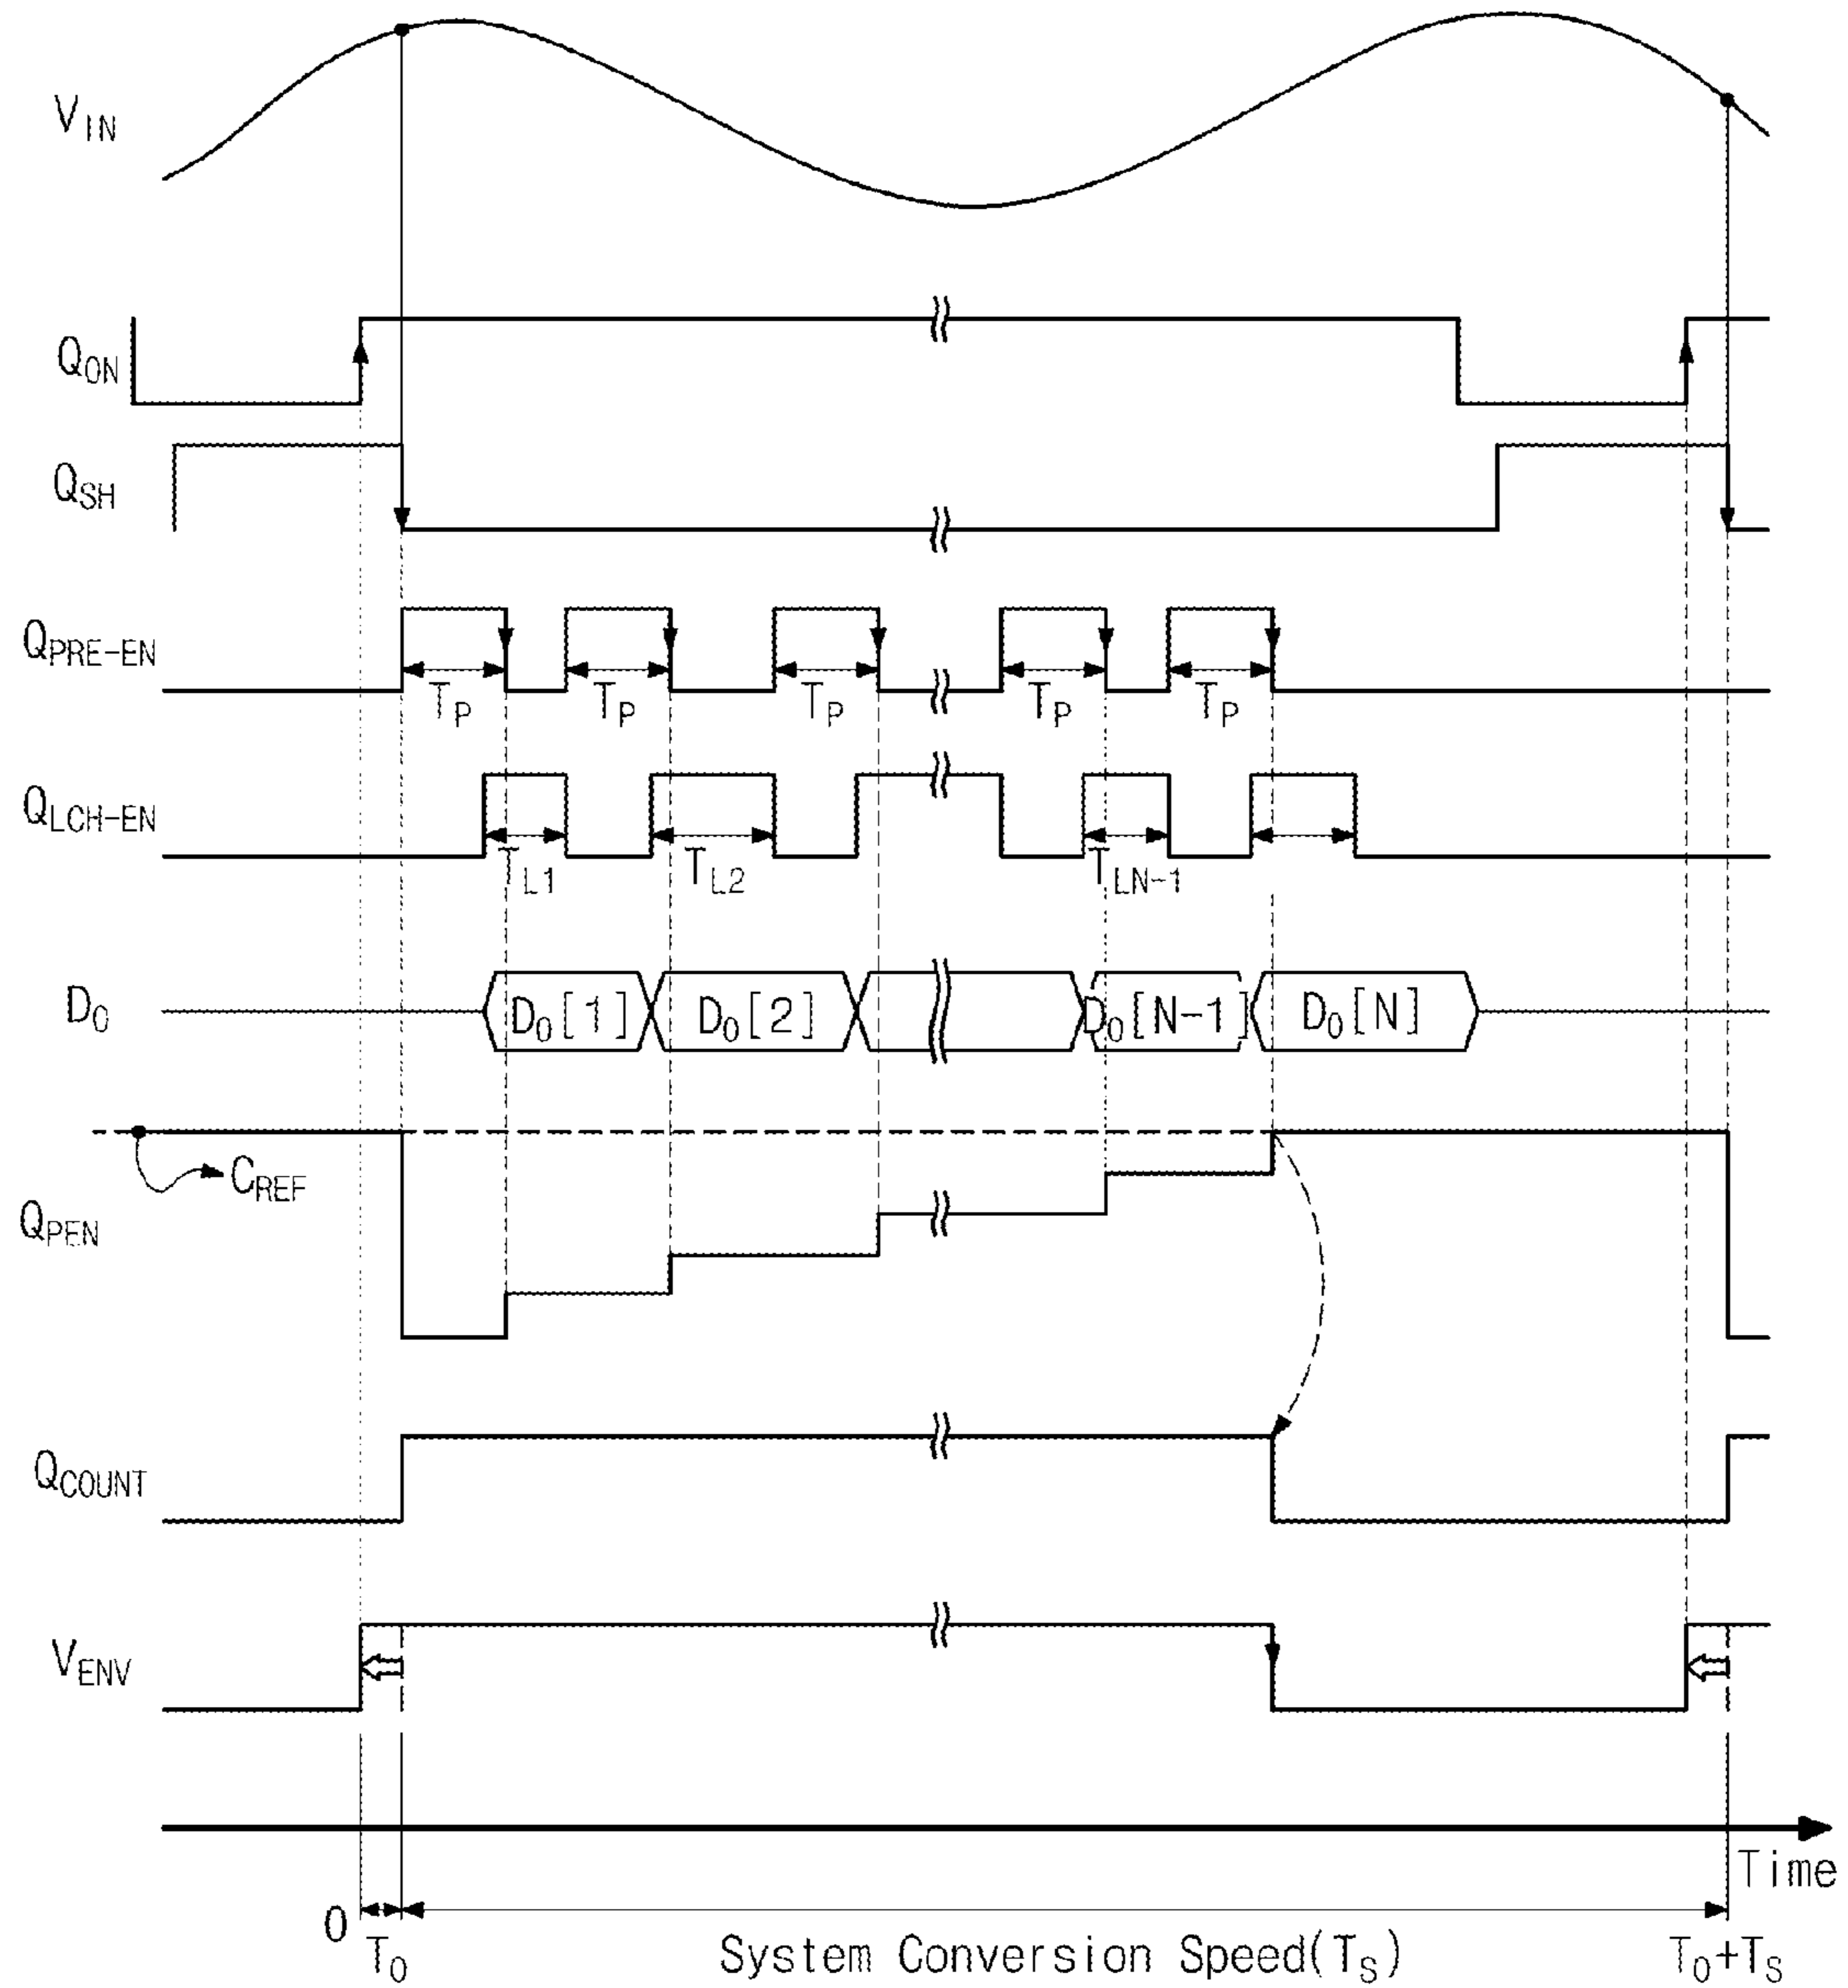 V_IN
Q_ON
Q_SH
Q_PRE-EN
T_P T_P T_P T_P T_P
Q_LCH-EN
T_L1 T_L2 T_LN-1
D_0 D_0[1] D_0[2] D_0[N-1] D_0[N]
C_REF
Q_PEN
Q_COUNT
V_ENV
Time
0
T_0 System Conversion Speed(T_S) T_0+T_S